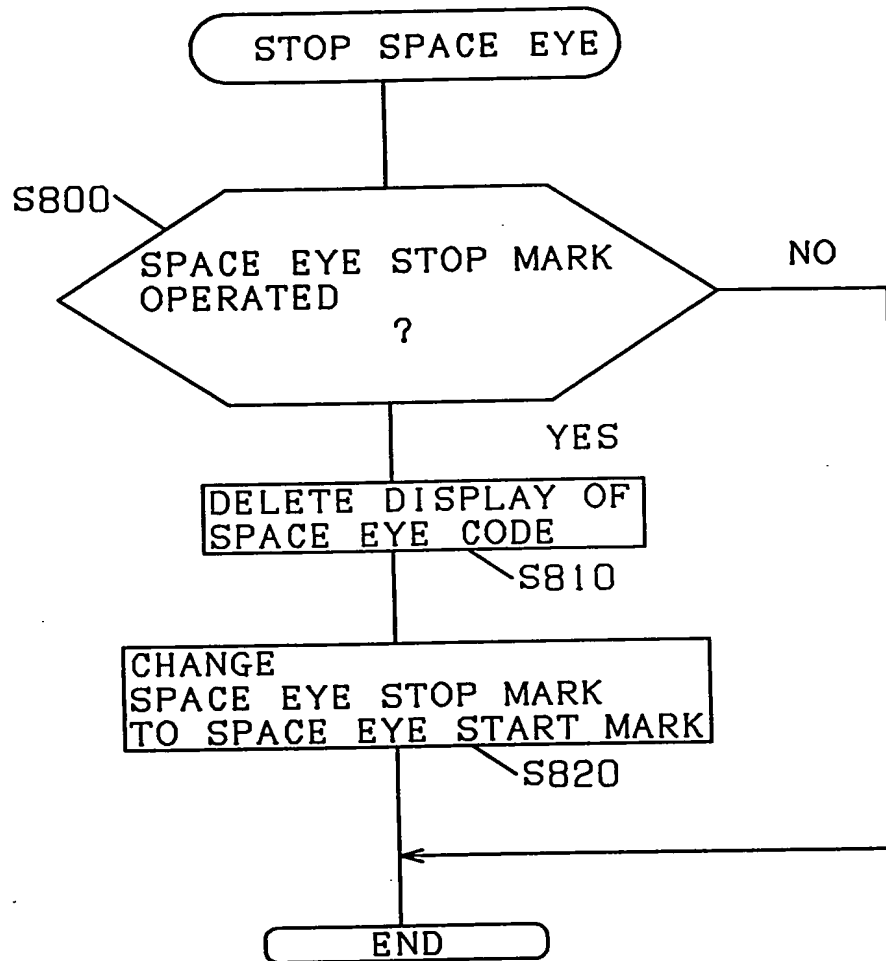 STOP SPACE EYE
S800
SPACE EYE STOP MARK
OPERATED
?
NO
YES
DELETE DISPLAY OF
SPACE EYE CODE
S810
CHANGE
SPACE EYE STOP MARK
TO SPACE EYE START MARK
S820
END